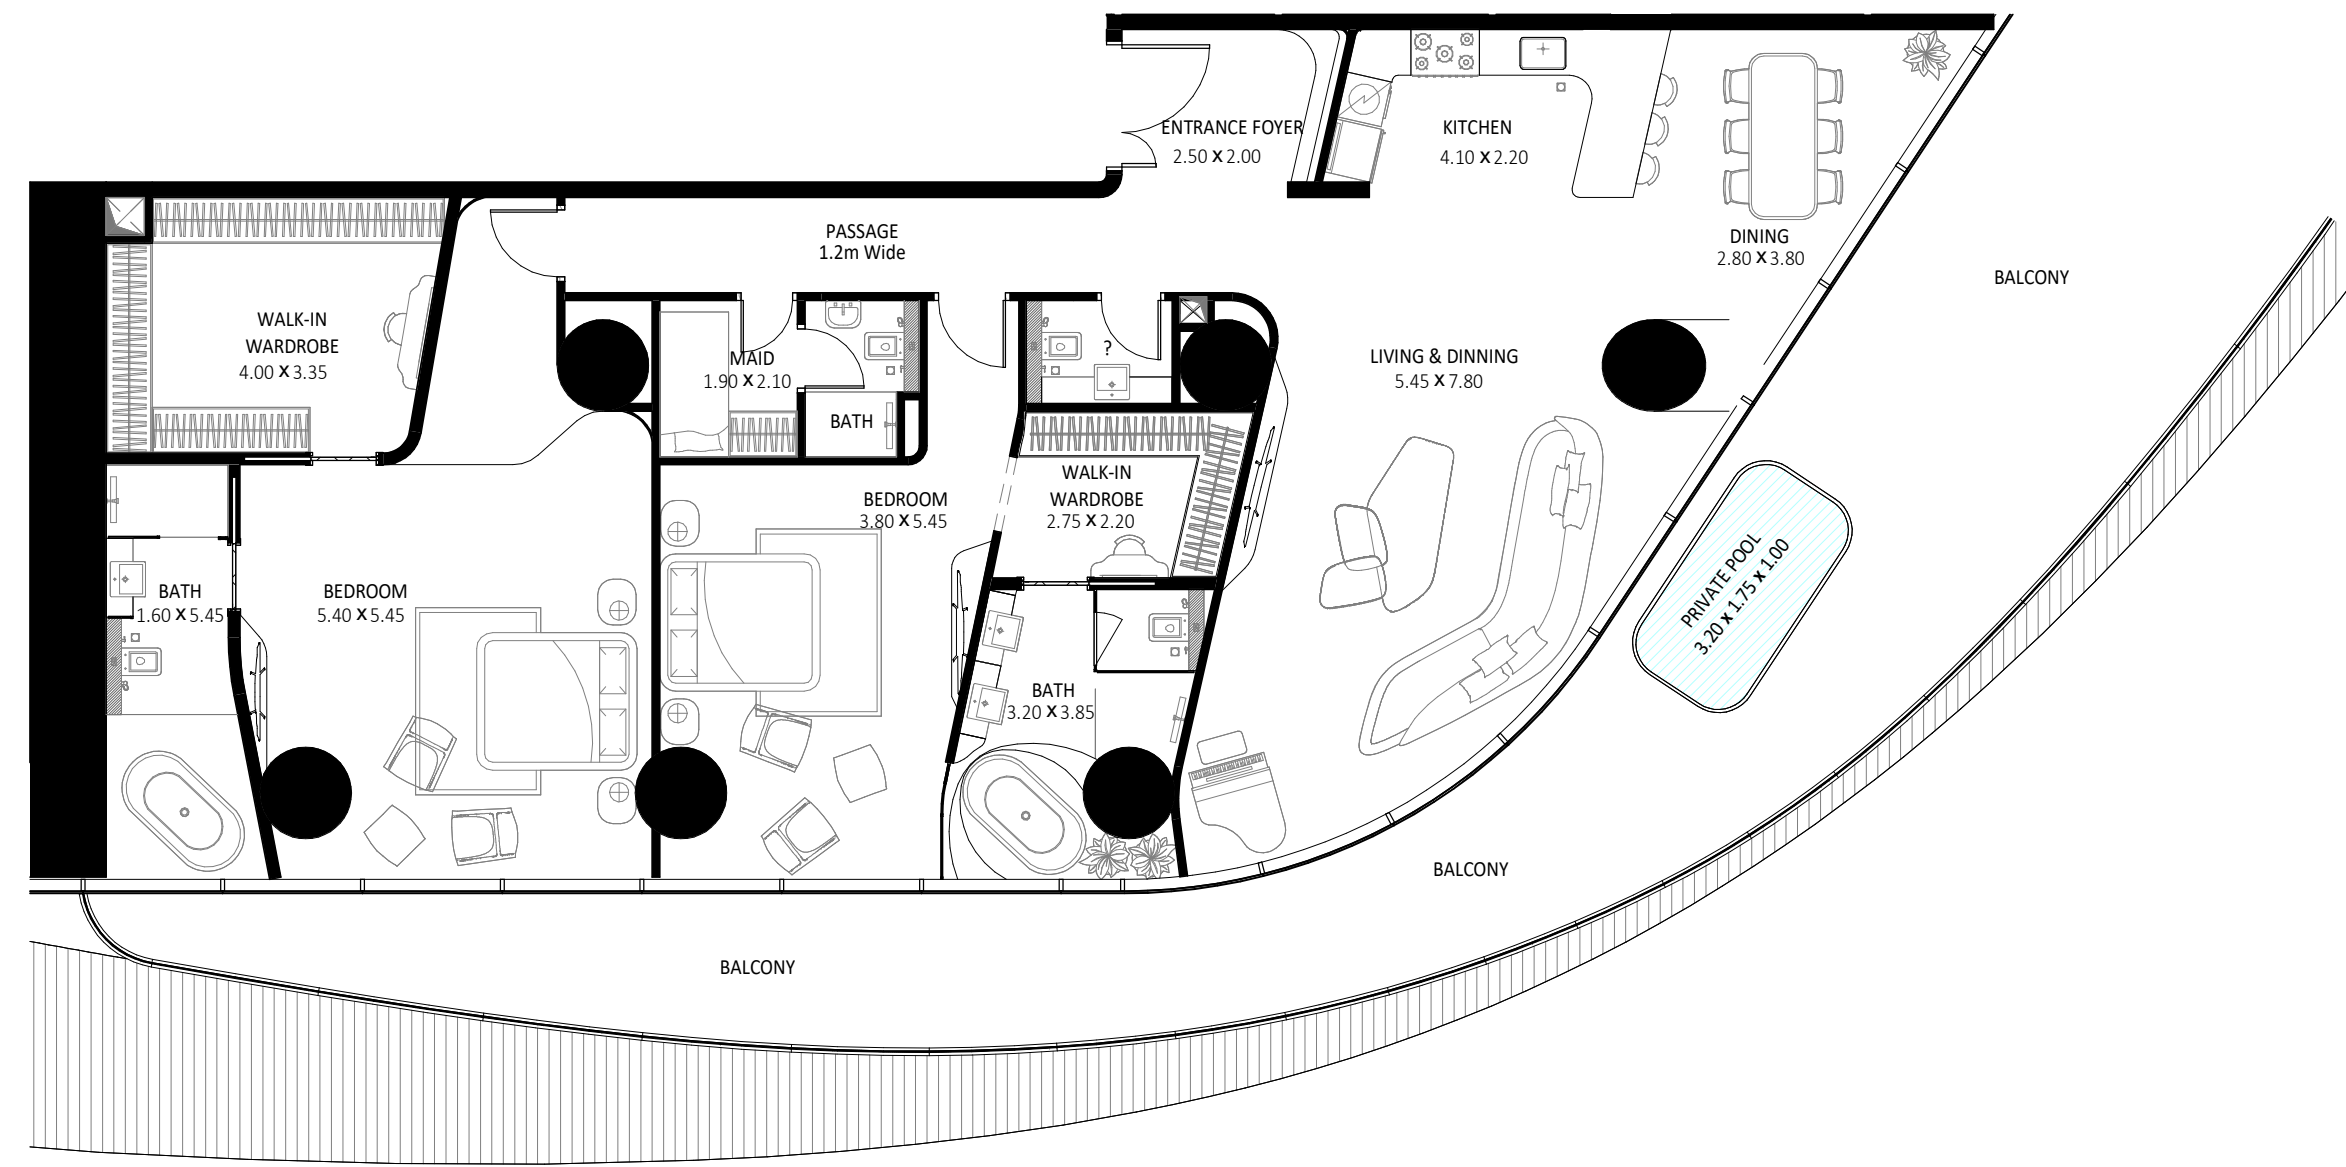 ENTRANCE FOYER
2.50 x 2.00
KITCHEN
4.10 x 2.20
PASSAGE
1.2m Wide
DINING
2.80 x 3.80
BALCONY
WALK-IN
WARDROBE
4.00 x 3.35
MAID
1.90 x 2.10
?
LIVING & DINNING
5.45 x 7.80
BATH
WALK-IN
WARDROBE
2.75 x 2.20
BEDROOM
3.80 x 5.45
BATH
1.60 x 5.45
BEDROOM
5.40 x 5.45
PRIVATE POOL
3.20 x 1.75 x 1.00
BATH
3.20 x 3.85
BALCONY
BALCONY